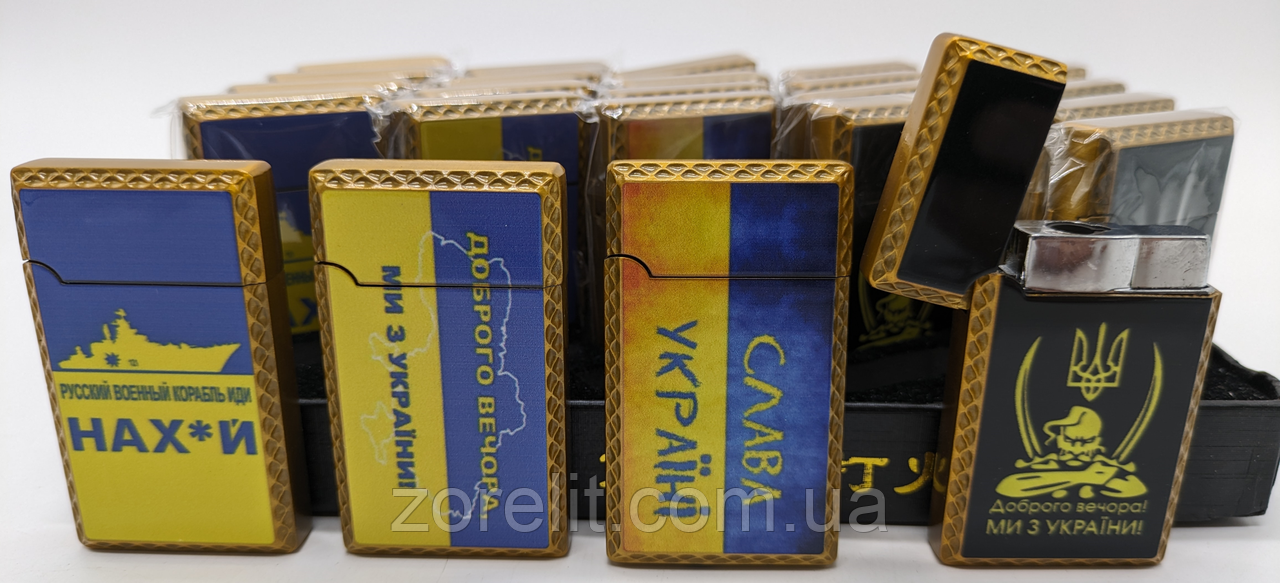 РУССКИЙ ВОЕННЫЙ КОРАБЛЬ ИДИ
НАХ*Й
ДОБРОГО ВЕЧОРА
МИ З УКРАЇНИ!
СЛАВА
УКРАЇНІ
Доброго вечора!
МИ З УКРАЇНИ!
zorelit.com.ua